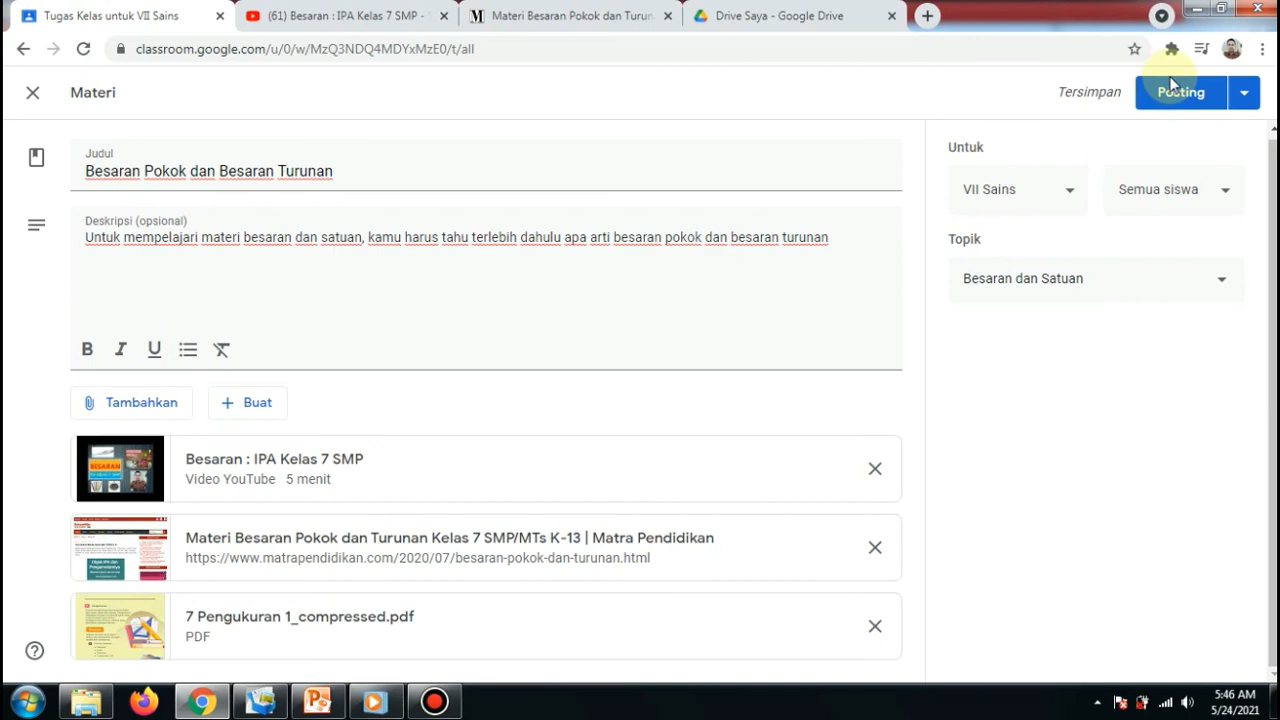 Tugas Kelas untuk VII Sains
(61) Besaran : IPA Kelas 7 SMP -
Materi Besaran Pokok dan Turun
Drive Saya - Google Drive
classroom.google.com/u/0/w/MzQ3NDQ4MDYxMzE0/t/all
Materi
Tersimpan
Posting
Judul
Besaran Pokok dan Besaran Turunan
Deskripsi (opsional)
Untuk mempelajari materi besaran dan satuan, kamu harus tahu terlebih dahulu apa arti besaran pokok dan besaran turunan
B I U
Tambahkan
Buat
Besaran : IPA Kelas 7 SMP
Video YouTube 5 menit
Materi Besaran Pokok dan Turunan Kelas 7 SMP/MTs K-13 | Matra Pendidikan
https://www.matrapendidikan.com/2020/07/besaran-pokok-dan-turunan.html
7 Pengukuran 1_compressed.pdf
PDF
Untuk
VII Sains
Semua siswa
Topik
Besaran dan Satuan
BESARAN
5:46 AM
5/24/2021